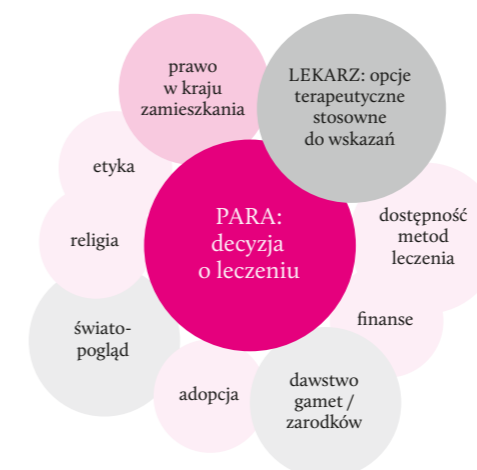 prawo
w kraju
zamieszkania
LEKARZ: opcje
terapeutyczne
stosowne
do wskazań
etyka
PARA:
decyzja
o leczeniu
dostępność
metod
leczenia
religia
finanse
świato-
pogląd
adopcja
dawstwo
gamet /
zarodków